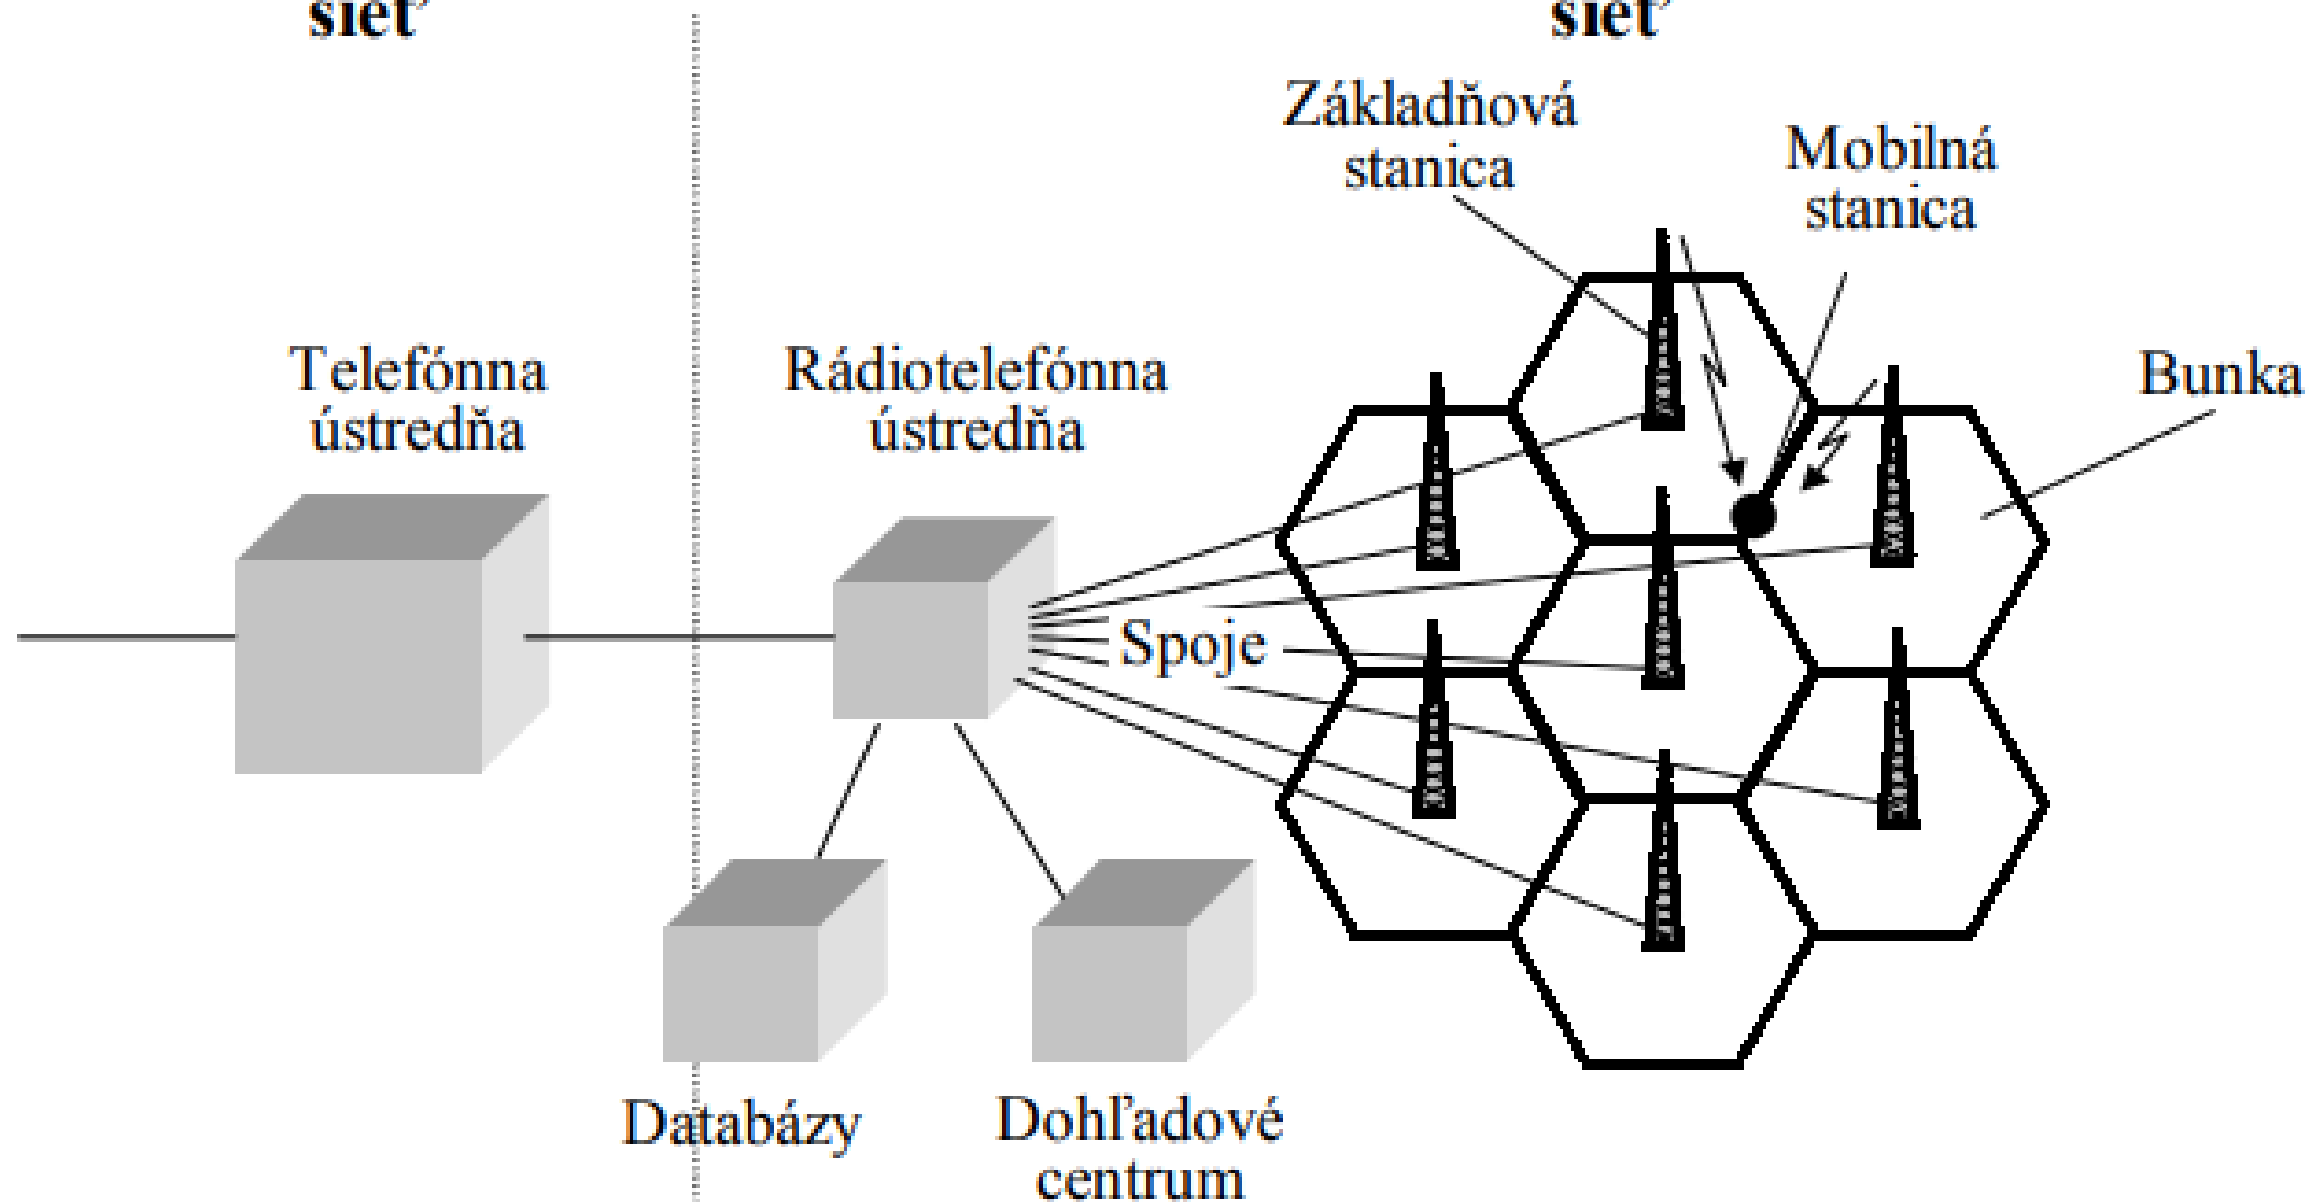 sieť
sieť
Základňová
stanica
Mobilná
stanica
Telefónna
ústredňa
Rádiotelefónna
ústredňa
Bunka
Spoje
Databázy
Dohľadové
centrum